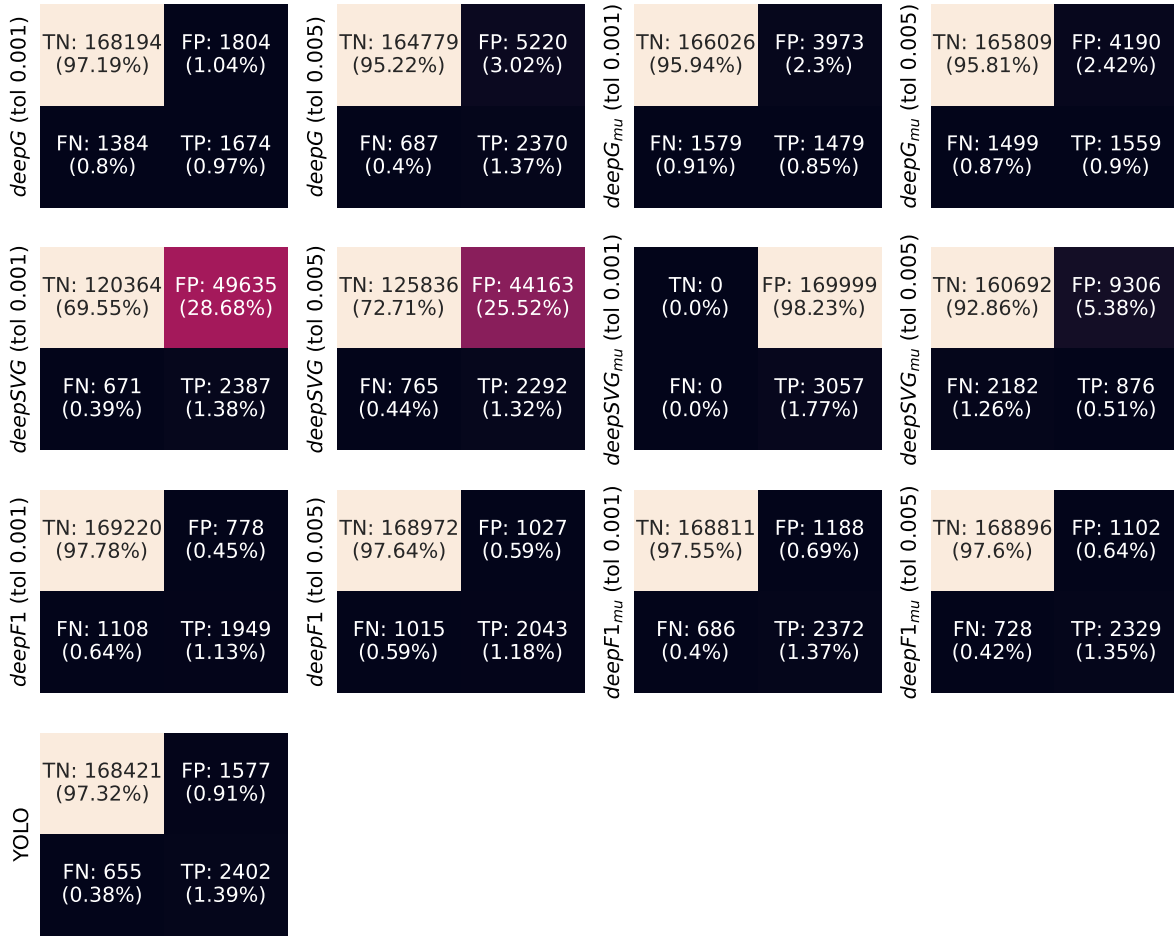 deepG (tol 0.001)
TN: 168194
(97.19%)
FP: 1804
(1.04%)
FN: 1384
(0.8%)
TP: 1674
(0.97%)
deepG (tol 0.005)
TN: 164779
(95.22%)
FP: 5220
(3.02%)
FN: 687
(0.4%)
TP: 2370
(1.37%)
deepG_mu (tol 0.001)
TN: 166026
(95.94%)
FP: 3973
(2.3%)
FN: 1579
(0.91%)
TP: 1479
(0.85%)
deepG_mu (tol 0.005)
TN: 165809
(95.81%)
FP: 4190
(2.42%)
FN: 1499
(0.87%)
TP: 1559
(0.9%)
deepSVG (tol 0.001)
TN: 120364
(69.55%)
FP: 49635
(28.68%)
FN: 671
(0.39%)
TP: 2387
(1.38%)
deepSVG (tol 0.005)
TN: 125836
(72.71%)
FP: 44163
(25.52%)
FN: 765
(0.44%)
TP: 2292
(1.32%)
deepSVG_mu (tol 0.001)
TN: 0
(0.0%)
FP: 169999
(98.23%)
FN: 0
(0.0%)
TP: 3057
(1.77%)
deepSVG_mu (tol 0.005)
TN: 160692
(92.86%)
FP: 9306
(5.38%)
FN: 2182
(1.26%)
TP: 876
(0.51%)
deepF1 (tol 0.001)
TN: 169220
(97.78%)
FP: 778
(0.45%)
FN: 1108
(0.64%)
TP: 1949
(1.13%)
deepF1 (tol 0.005)
TN: 168972
(97.64%)
FP: 1027
(0.59%)
FN: 1015
(0.59%)
TP: 2043
(1.18%)
deepF1_mu (tol 0.001)
TN: 168811
(97.55%)
FP: 1188
(0.69%)
FN: 686
(0.4%)
TP: 2372
(1.37%)
deepF1_mu (tol 0.005)
TN: 168896
(97.6%)
FP: 1102
(0.64%)
FN: 728
(0.42%)
TP: 2329
(1.35%)
YOLO
TN: 168421
(97.32%)
FP: 1577
(0.91%)
FN: 655
(0.38%)
TP: 2402
(1.39%)